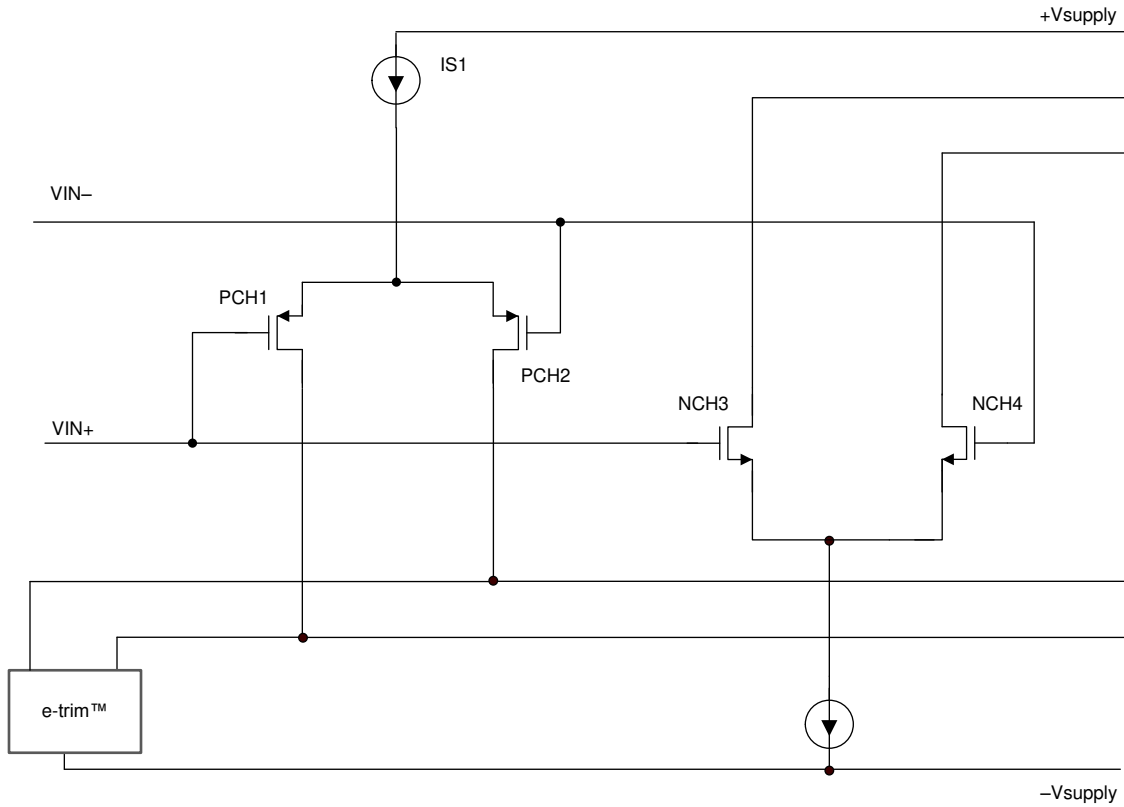 +Vsupply
IS1
VIN–
PCH1
PCH2
NCH3
NCH4
VIN+
e-trim™
–Vsupply